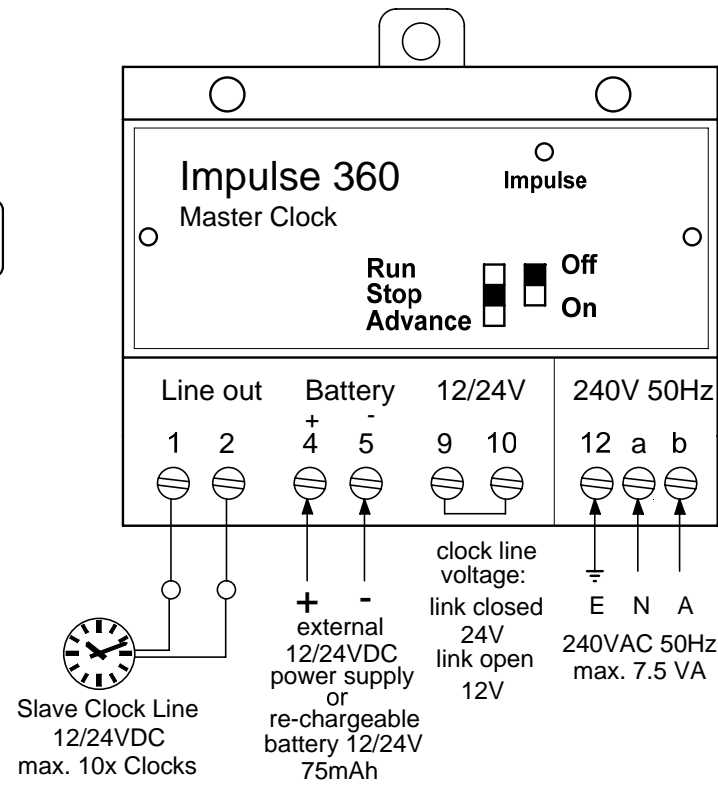 Impulse 360
Master Clock
Impulse
Run
Stop
Advance
Off
On
Line out Battery 12/24V 240V 50Hz
+ -
1 2 4 5 9 10 12 a b
+ -
external
12/24VDC
power supply
or
re-chargeable
battery 12/24V
75mAh
clock line
voltage:
link closed
24V
link open
12V
E N A
240VAC 50Hz
max. 7.5 VA
Slave Clock Line
12/24VDC
max. 10x Clocks